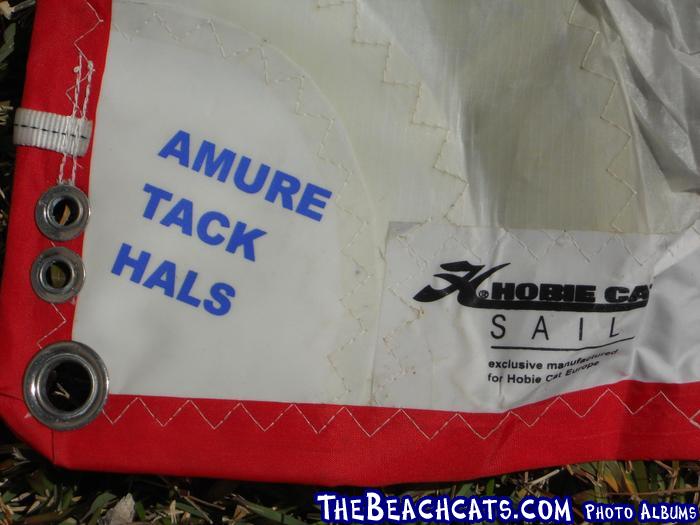 AMURE
TACK
HALS
HOBIE CAT
SAIL
exclusive manufactured
for Hobie Cat Europe
THEBEACHCATS.COM PHOTO ALBUMS